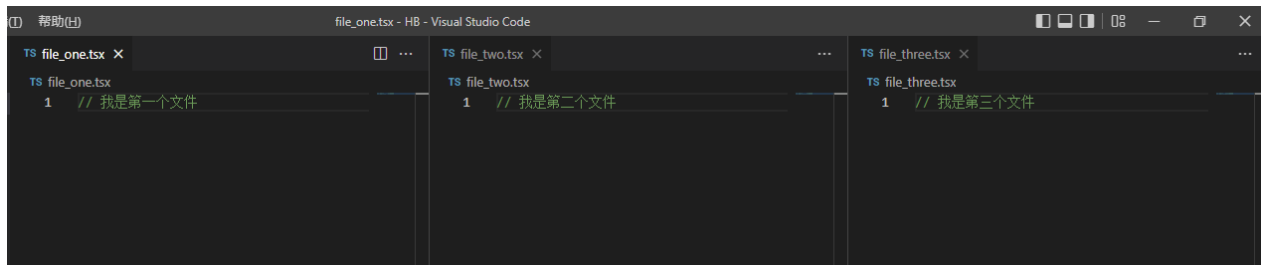 (T) 帮助(H) file_one.tsx - HB - Visual Studio Code
TS file_one.tsx
TS file_one.tsx
1 // 我是第一个文件
TS file_two.tsx
TS file_two.tsx
1 // 我是第二个文件
TS file_three.tsx
TS file_three.tsx
1 // 我是第三个文件